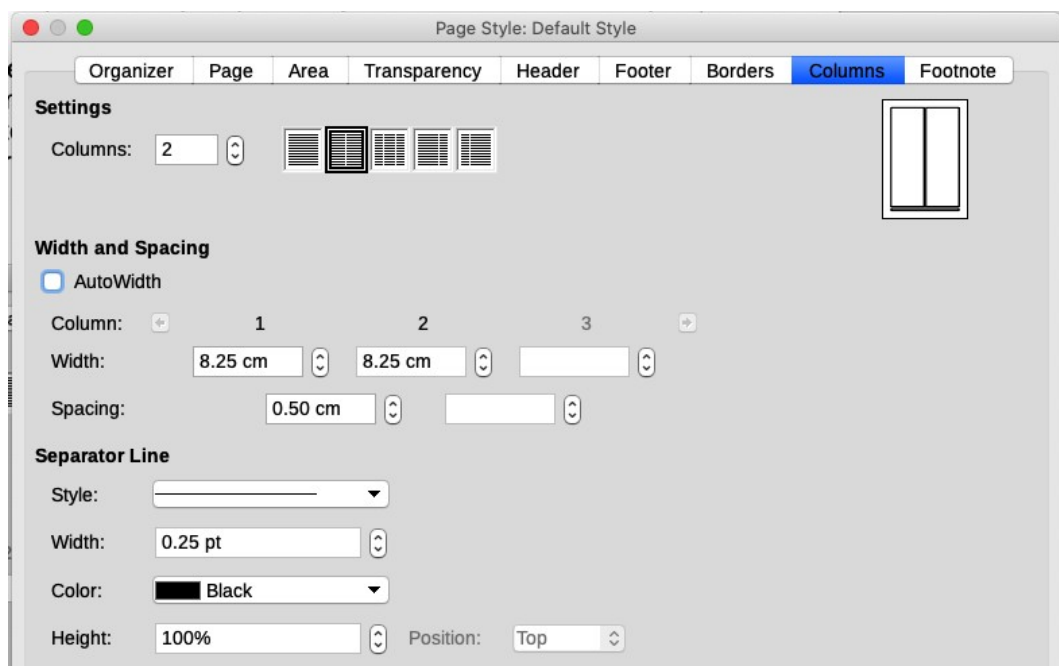 Page Style: Default Style
Organizer Page Area Transparency Header Footer Borders Columns Footnote
Settings
Columns: 2
Width and Spacing
AutoWidth
Column: 1 2 3
Width: 8.25 cm 8.25 cm
Spacing: 0.50 cm
Separator Line
Style:
Width: 0.25 pt
Color: Black
Height: 100% Position: Top